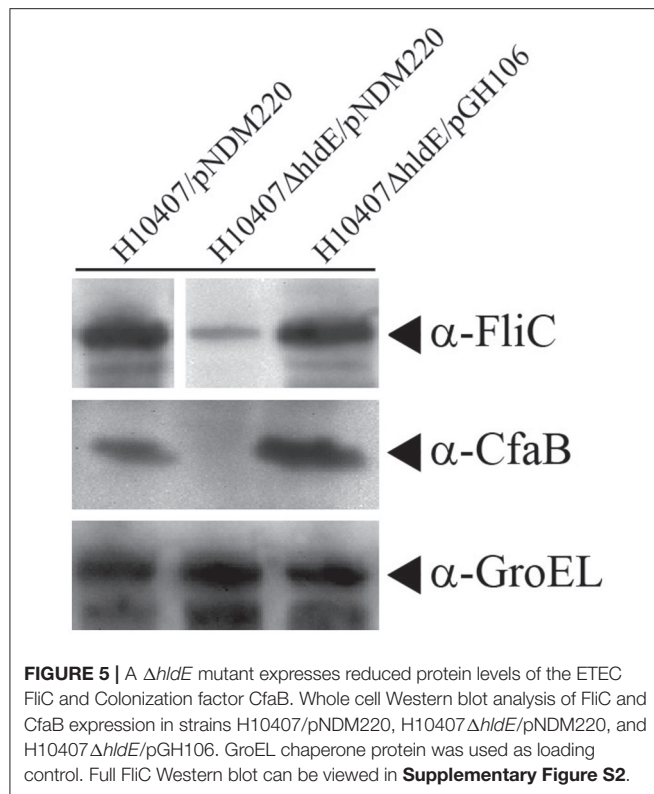 H10407/pNDM220
H10407ΔhldE/pNDM220
H10407ΔhldE/pGH106
α-FliC
α-CfaB
α-GroEL
FIGURE 5 | A ΔhldE mutant expresses reduced protein levels of the ETEC
FliC and Colonization factor CfaB. Whole cell Western blot analysis of FliC and
CfaB expression in strains H10407/pNDM220, H10407ΔhldE/pNDM220, and
H10407ΔhldE/pGH106. GroEL chaperone protein was used as loading
control. Full FliC Western blot can be viewed in Supplementary Figure S2.